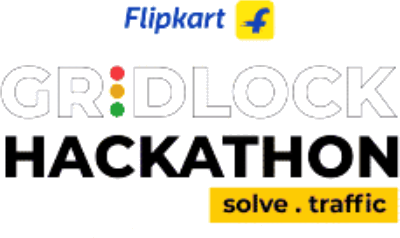 Flipkart
GRIDLOCK
HACKATHON
solve . traffic